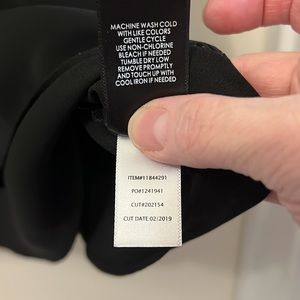 MACHINE WASH COLD
WITH LIKE COLORS
GENTLE CYCLE
USE NON-CHLORINE
BLEACH IF NEEDED
TUMBLE DRY LOW
REMOVE PROMPTLY
AND TOUCH UP WITH
COOL IRON IF NEEDED
ITEM#11844291
PO#1241941
CUT#202154
CUT DATE:02/2019